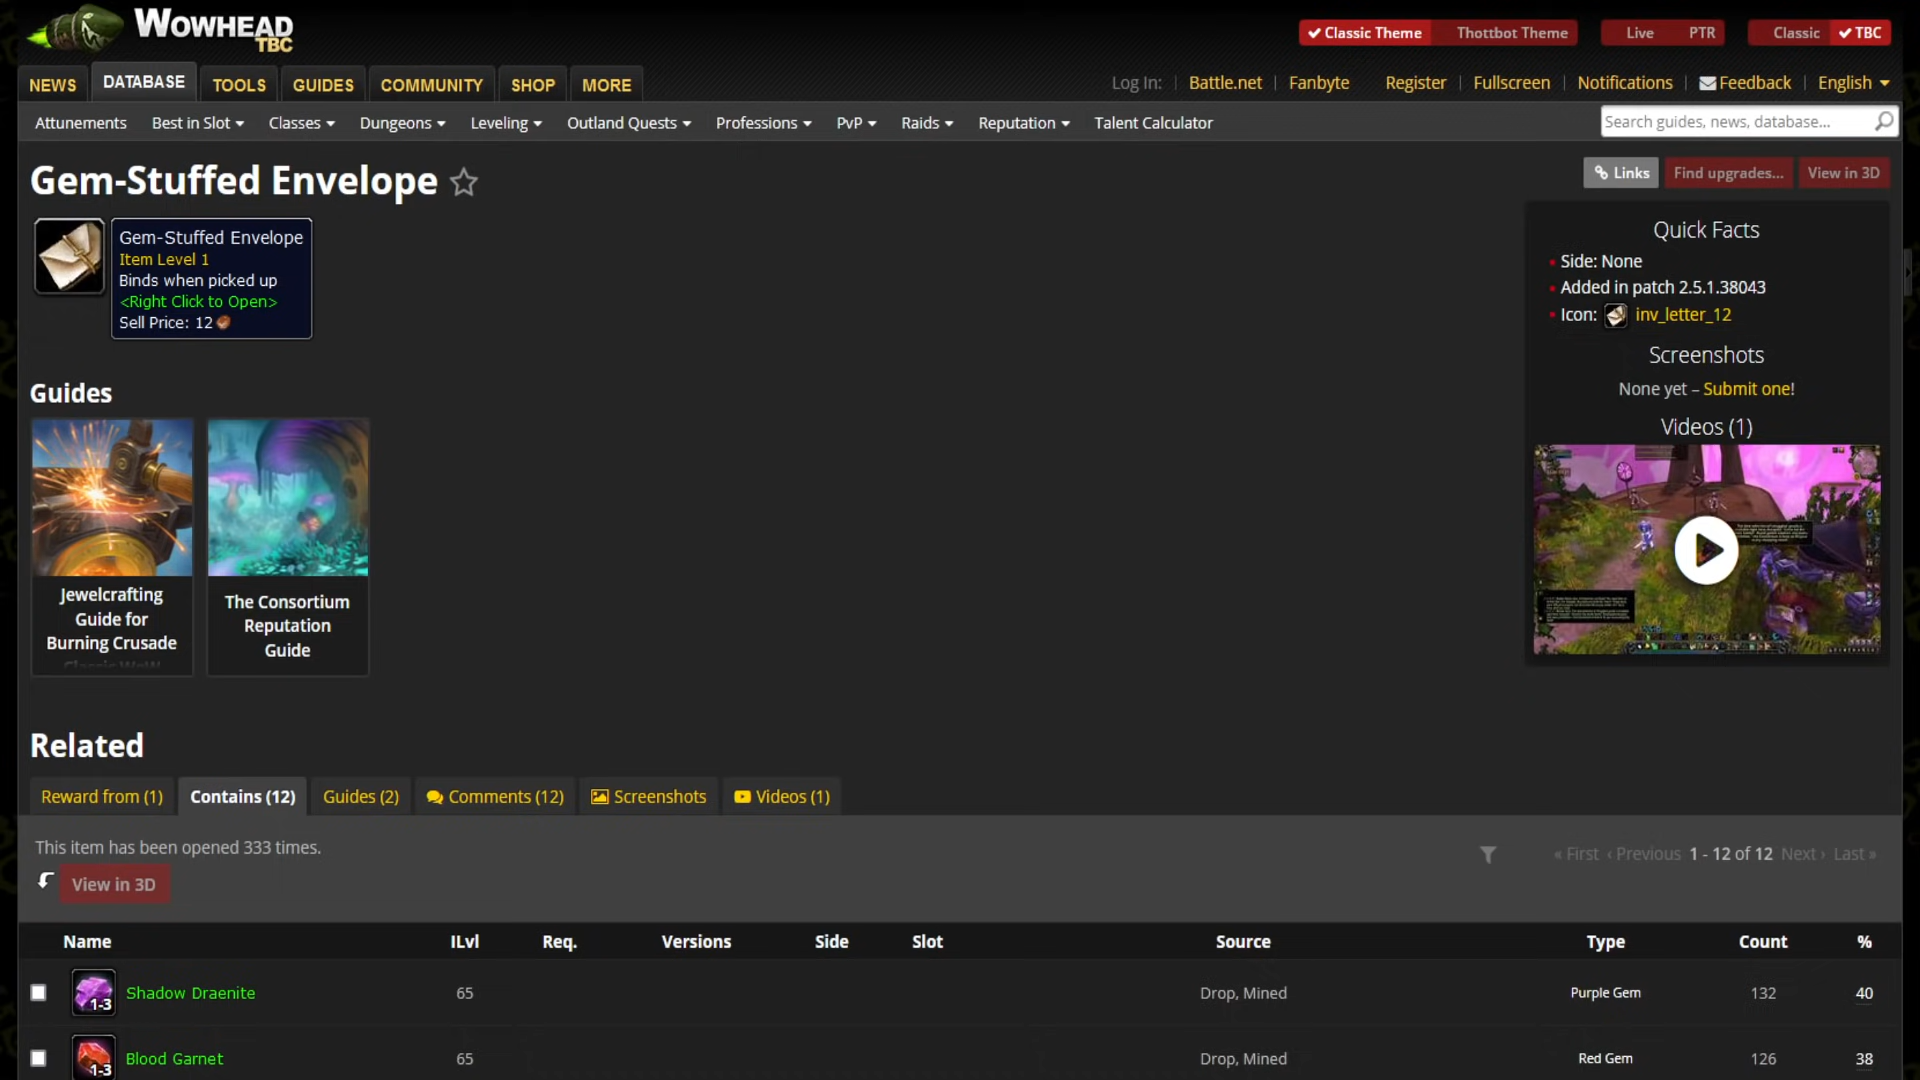 WOWHEAD
TBC
Classic Theme Thottbot Theme Live PTR Classic TBC
NEWS DATABASE TOOLS GUIDES COMMUNITY SHOP MORE
Log In: Battle.net Fanbyte Register Fullscreen Notifications Feedback English
Attunements Best in Slot Classes Dungeons Leveling Outland Quests Professions PvP Raids Reputation Talent Calculator
Search guides, news, database...
Gem-Stuffed Envelope
Links Find upgrades... View in 3D
Gem-Stuffed Envelope
Item Level 1
Binds when picked up
<Right Click to Open>
Sell Price: 12
Quick Facts
Side: None
Added in patch 2.5.1.38043
Icon: inv_letter_12
Screenshots
None yet – Submit one!
Videos (1)
Guides
Jewelcrafting
Guide for
Burning Crusade
Classic WoW
The Consortium
Reputation
Guide
Related
Reward from (1) Contains (12) Guides (2) Comments (12) Screenshots Videos (1)
This item has been opened 333 times.
« First ‹ Previous 1 - 12 of 12 Next › Last »
View in 3D
Name ILvl Req. Versions Side Slot Source Type Count %
1-3 Shadow Draenite 65 Drop, Mined Purple Gem 132 40
1-3 Blood Garnet 65 Drop, Mined Red Gem 126 38